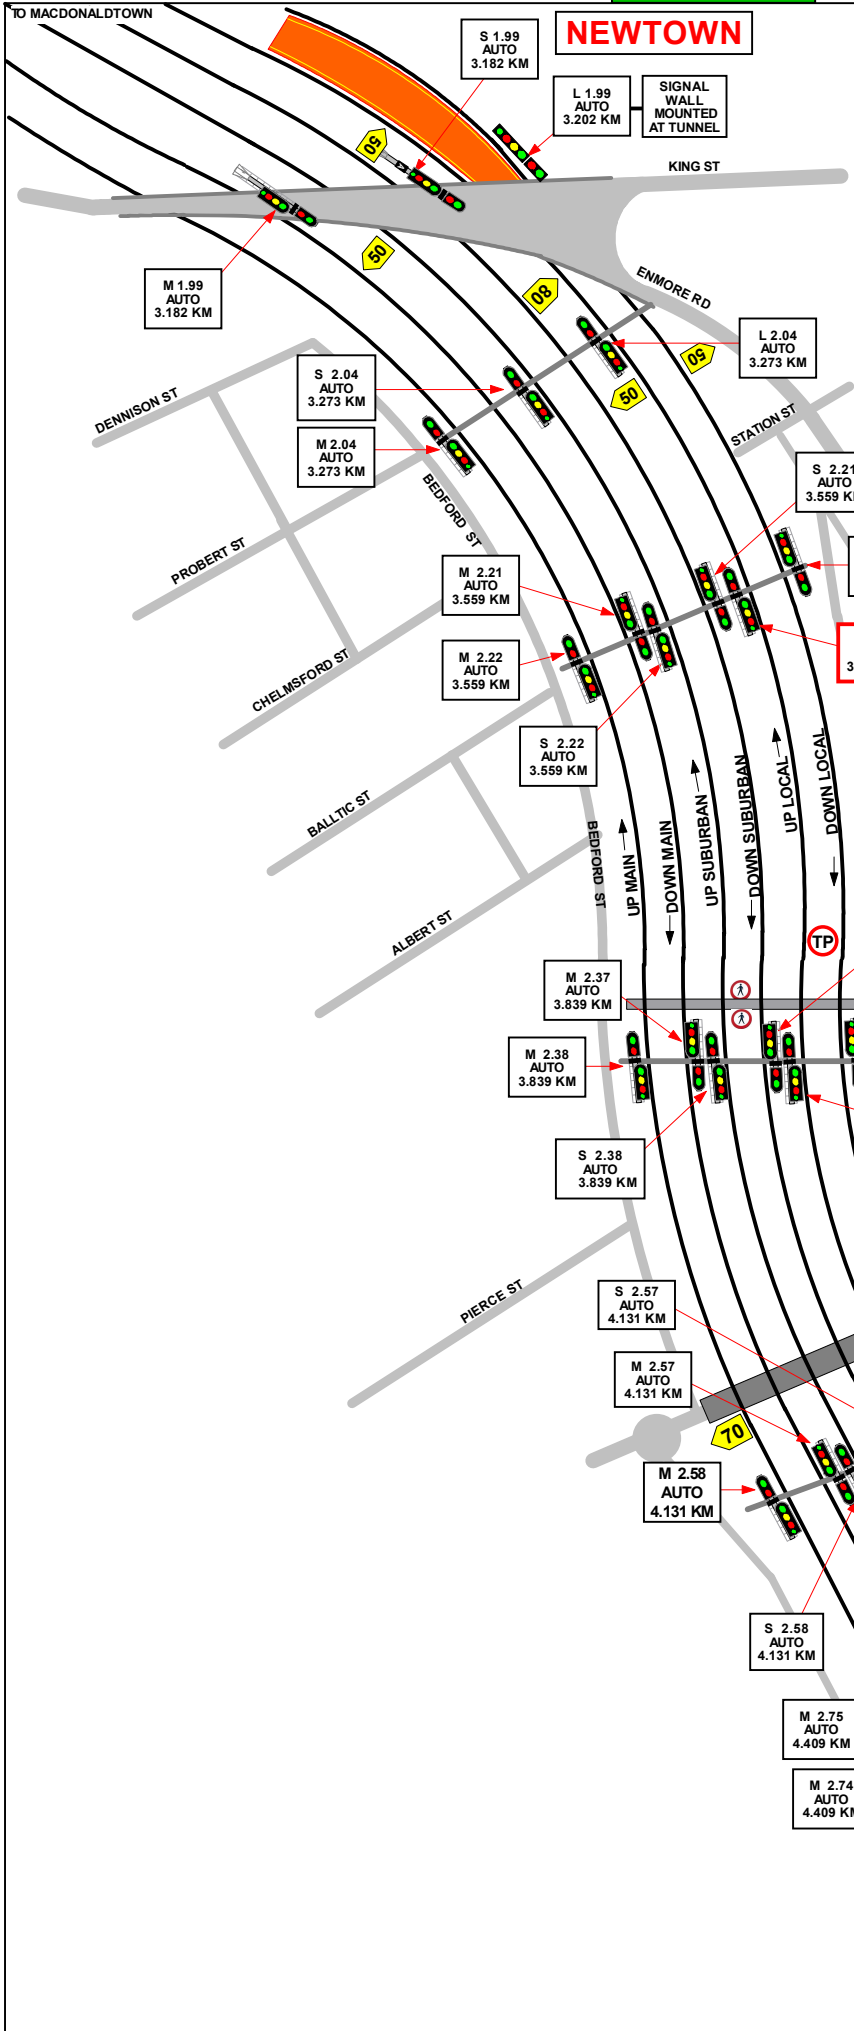 TO MACDONALDTOWN
NEWTOWN
S 1.99
AUTO
3.182 KM
L 1.99
AUTO
3.202 KM
SIGNAL
WALL
MOUNTED
AT TUNNEL
50
KING ST
M 1.99
AUTO
3.182 KM
50
80
ENMORE RD
L 2.04
AUTO
3.273 KM
50
50
S 2.04
AUTO
3.273 KM
DENNISON ST
STATION ST
M 2.04
AUTO
3.273 KM
S 2.21
AUTO
3.559 K
BEDFORD ST
PROBERT ST
M 2.21
AUTO
3.559 KM
M 2.22
AUTO
3.559 KM
3
CHELMSFORD ST
S 2.22
AUTO
3.559 KM
BALLTIC ST
BEDFORD ST
UP MAIN
DOWN MAIN
UP SUBURBAN
DOWN SUBURBAN
UP LOCAL
DOWN LOCAL
ALBERT ST
TP
M 2.37
AUTO
3.839 KM
M 2.38
AUTO
3.839 KM
S 2.38
AUTO
3.839 KM
PIERCE ST
S 2.57
AUTO
4.131 KM
M 2.57
AUTO
4.131 KM
70
M 2.58
AUTO
4.131 KM
S 2.58
AUTO
4.131 KM
M 2.75
AUTO
4.409 KM
M 2.74
AUTO
4.409 KM